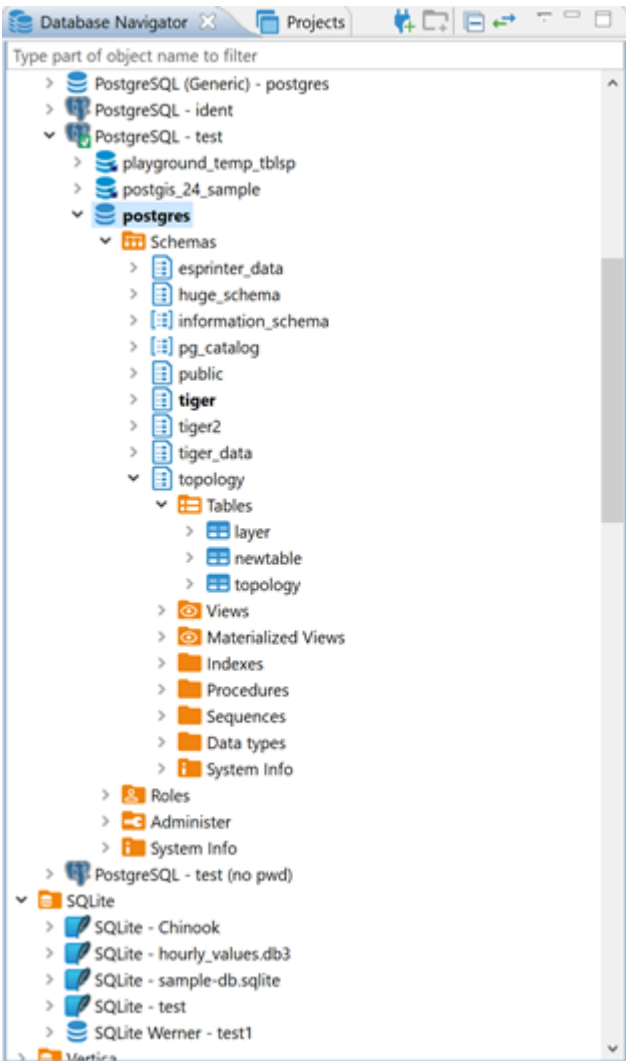 Database Navigator Projects
Type part of object name to filter
PostgreSQL (Generic) - postgres
PostgreSQL - ident
PostgreSQL - test
playground_temp_tblsp
postgis_24_sample
postgres
Schemas
esprinter_data
huge_schema
information_schema
pg_catalog
public
tiger
tiger2
tiger_data
topology
Tables
layer
newtable
topology
Views
Materialized Views
Indexes
Procedures
Sequences
Data types
System Info
Roles
Administer
System Info
PostgreSQL - test (no pwd)
SQLite
SQLite - Chinook
SQLite - hourly_values.db3
SQLite - sample-db.sqlite
SQLite - test
SQLite Werner - test1
Vertica